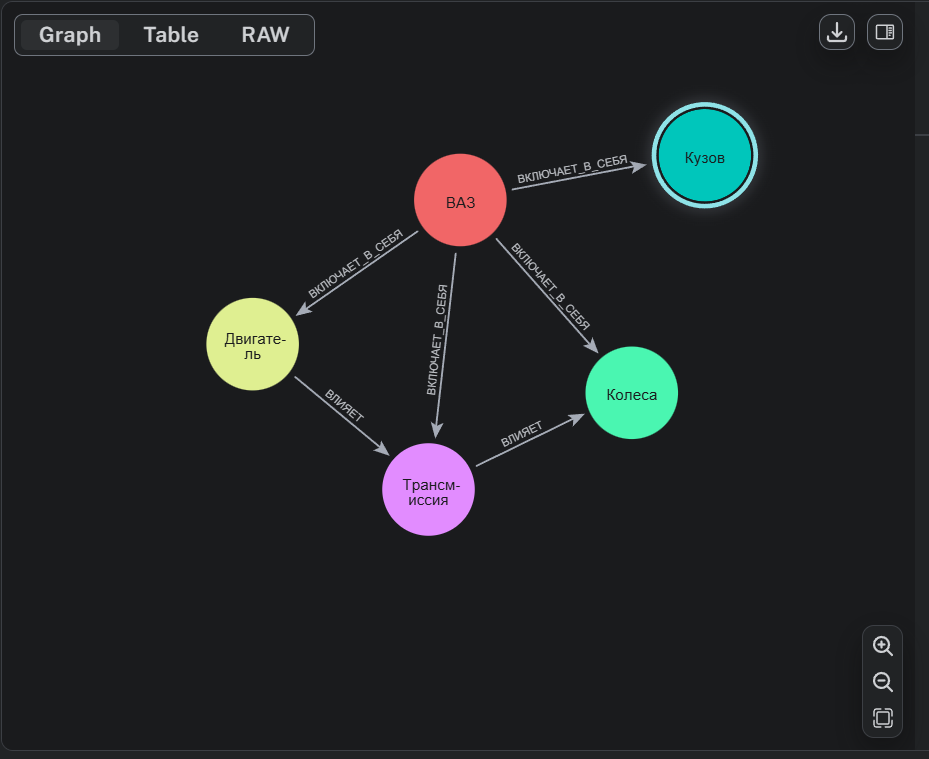 Graph Table RAW
Кузов
ВКЛЮЧАЕТ_В_СЕБЯ
ВАЗ
ВКЛЮЧАЕТ_В_СЕБЯ
ВКЛЮЧАЕТ_В_СЕБЯ
ВКЛЮЧАЕТ_В_СЕБЯ
Двигате-
ль
Колеса
ВЛИЯЕТ
ВЛИЯЕТ
Трансм-
иссия